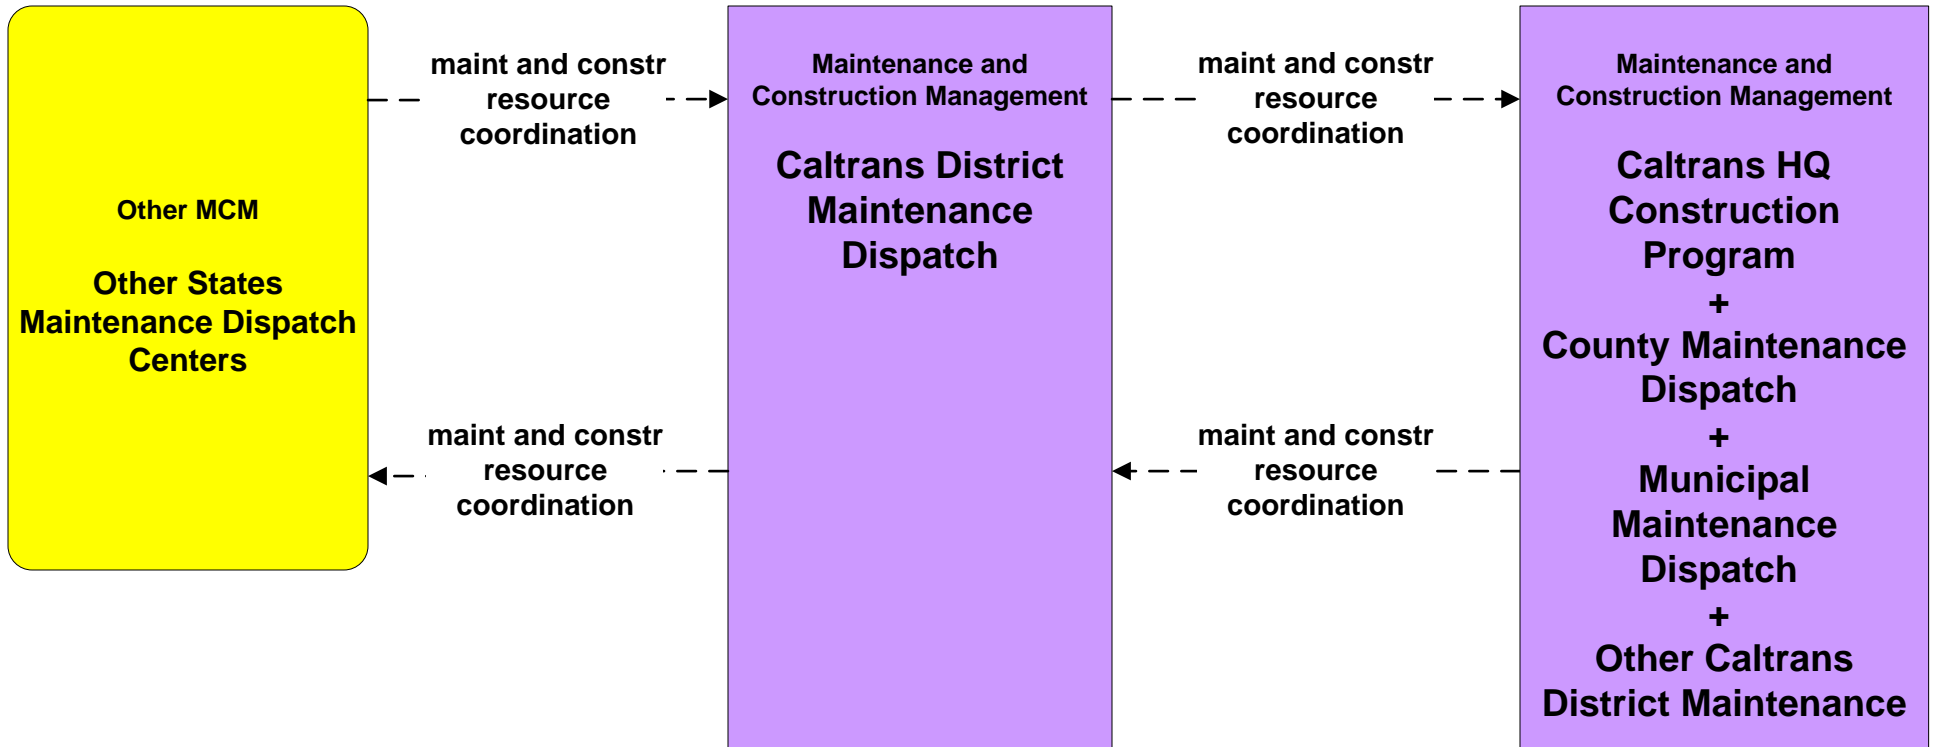 Other MCM
Other States
Maintenance Dispatch
Centers
maint and constr
resource
coordination
maint and constr
resource
coordination
Maintenance and
Construction Management
Caltrans District
Maintenance
Dispatch
maint and constr
resource
coordination
maint and constr
resource
coordination
Maintenance and
Construction Management
Caltrans HQ
Construction
Program
+
County Maintenance
Dispatch
+
Municipal
Maintenance
Dispatch
+
Other Caltrans
District Maintenance